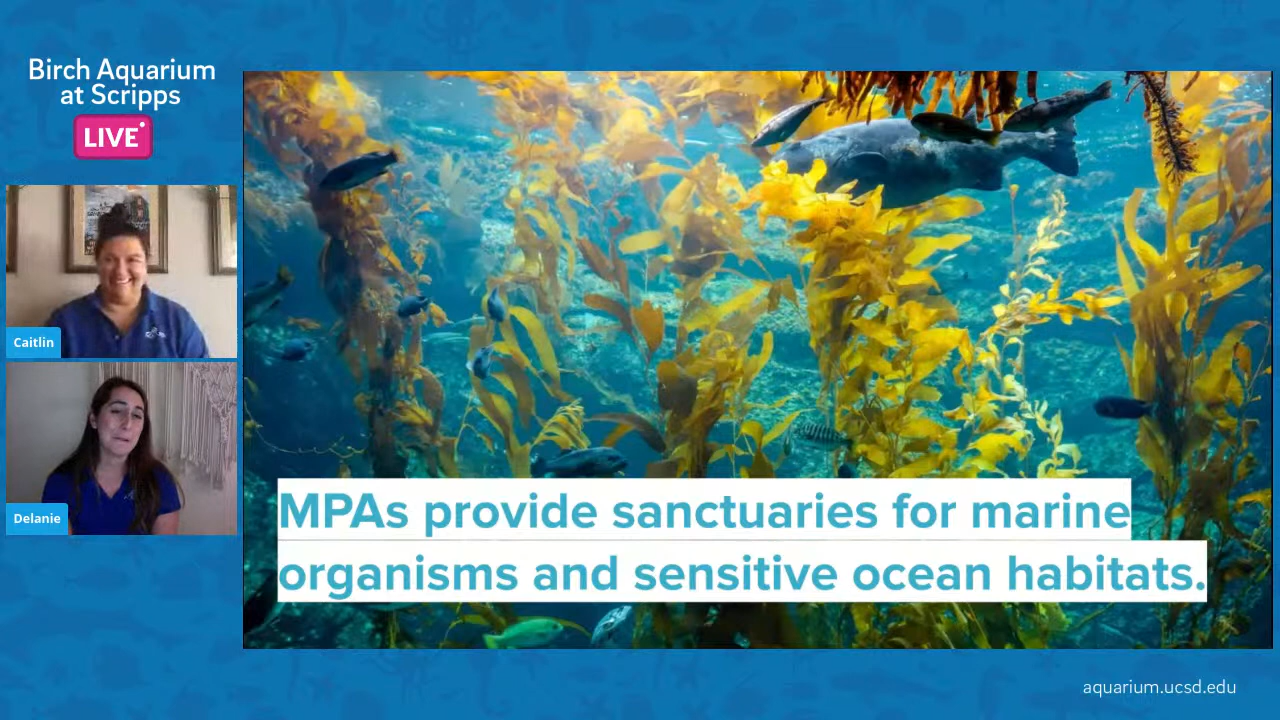 Birch Aquarium
at Scripps
LIVE
Caitlin
Delanie
MPAs provide sanctuaries for marine
organisms and sensitive ocean habitats.
aquarium.ucsd.edu